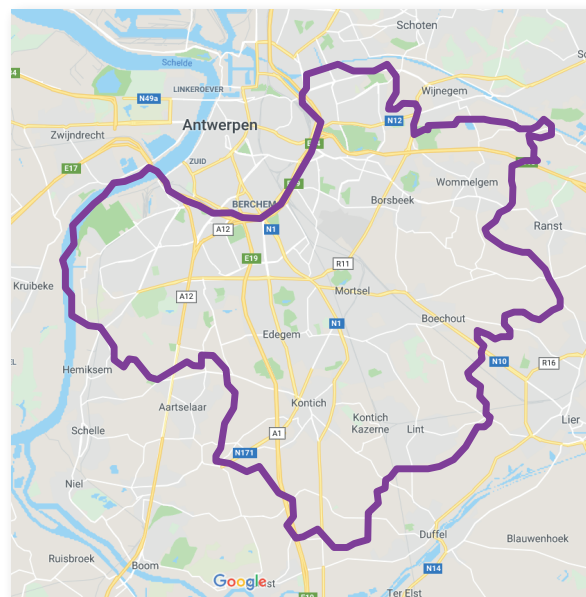 Schoten
Schelde
LINKEROEVER
Wijnegem
N49a
Antwerpen
N12
Zwijndrecht
ZUID
E17
Wommelgem
BERCHEM
Borsbeek
Ranst
A12
N1
E19
R11
Kruibeke
Mortsel
A12
N1
Boechout
Edegem
N10
R16
Hemiksem
Aartselaar
Kontich
Kontich
Kazerne
Lint
Lier
Schelle
A1
N171
Niel
Duffel
Blauwenhoek
Ruisbroek
Boom
N14
Google
Ter Elst